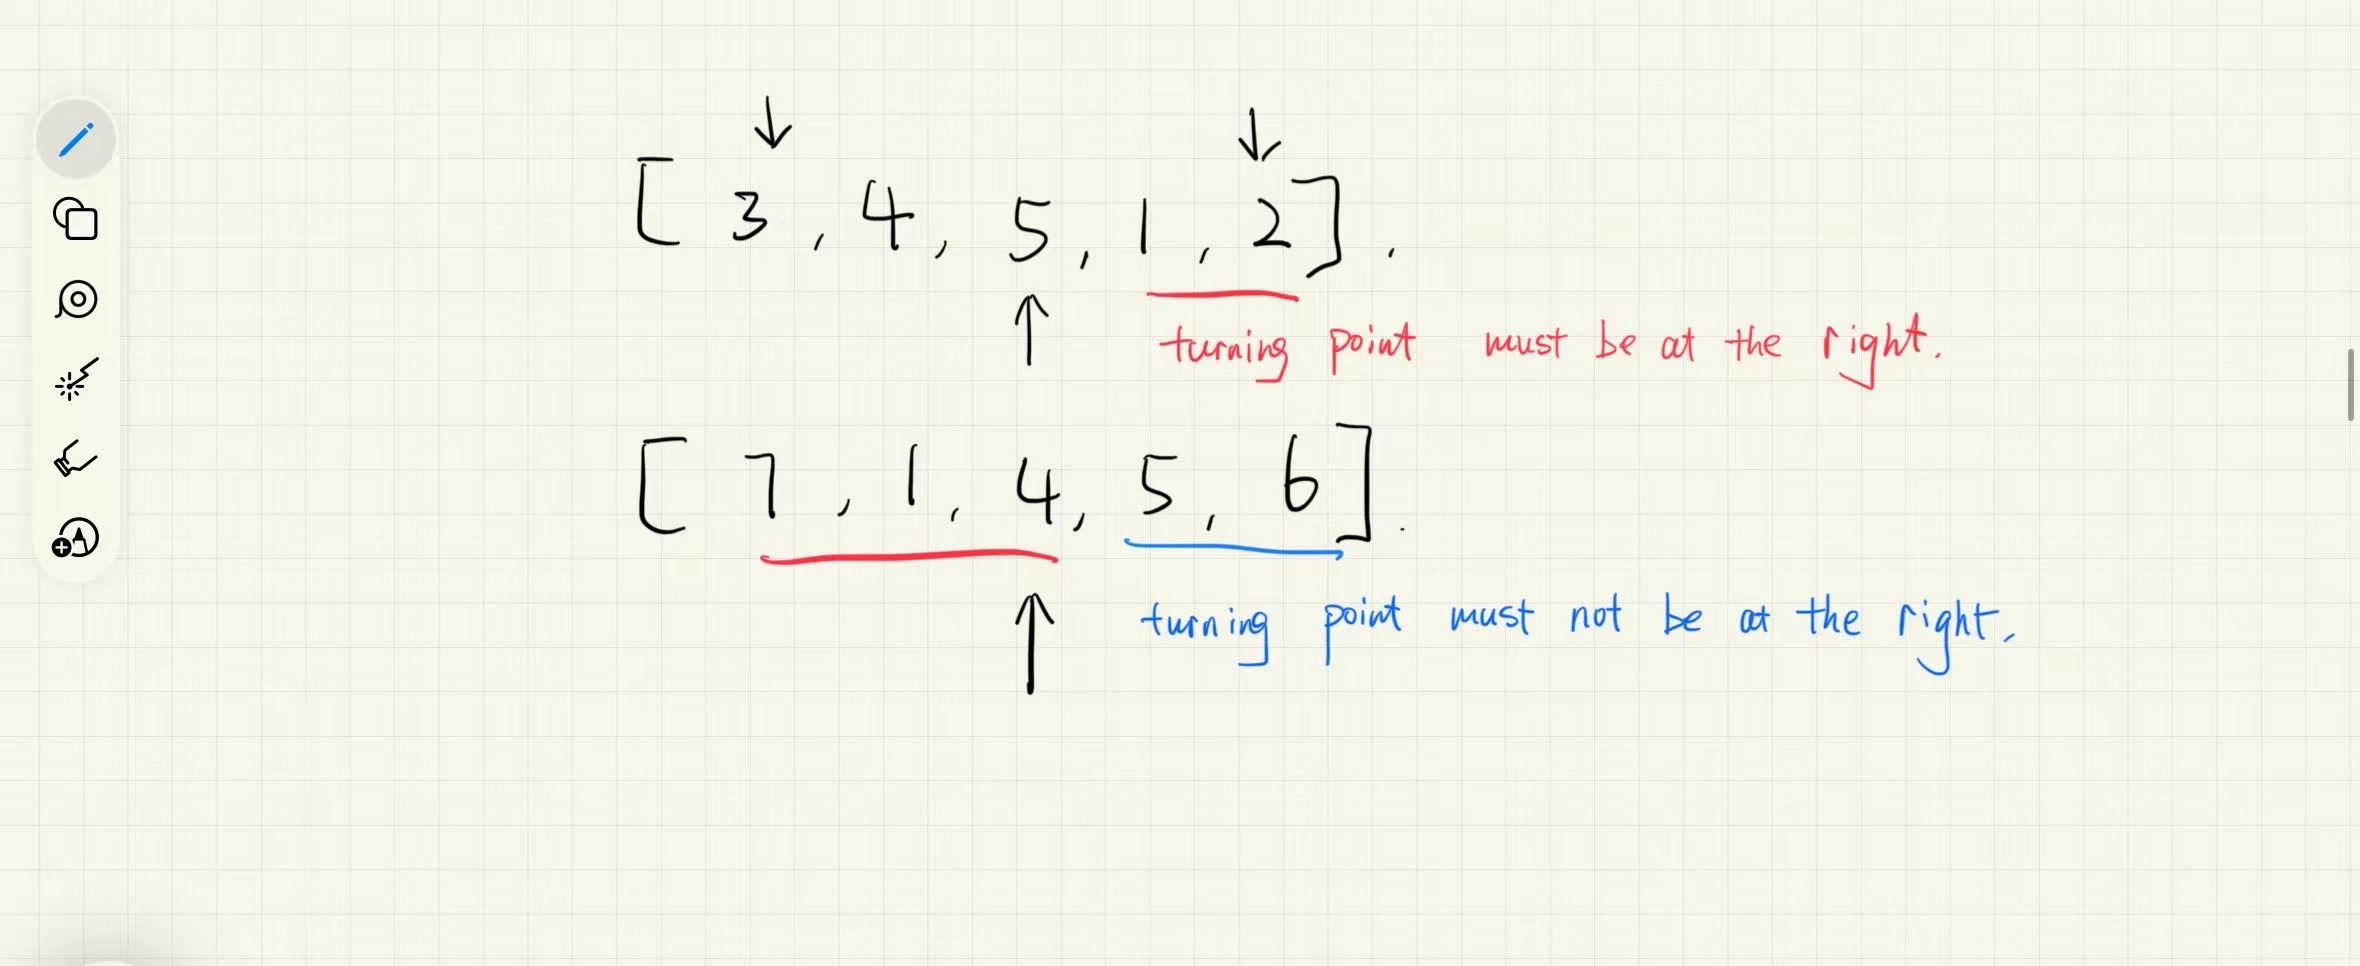 [ 3 , 4 , 5 , 1 , 2 ] .
turning point must be at the right.
[ 7 , 1 , 4 , 5 , 6 ] .
turning point must not be at the right.